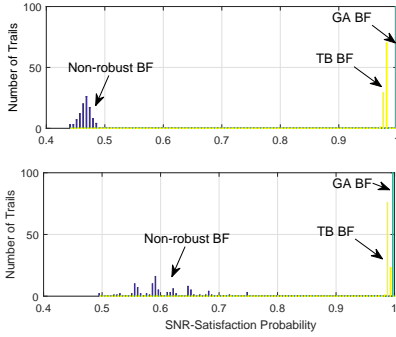 GA BF
100
TB BF
Non-robust BF
50
Number of Trails
0
0.4 0.5 0.6 0.7 0.8 0.9 1
100
GA BF
TB BF
Non-robust BF
50
Number of Trails
0
0.4 0.5 0.6 0.7 0.8 0.9 1
SNR-Satisfaction Probability